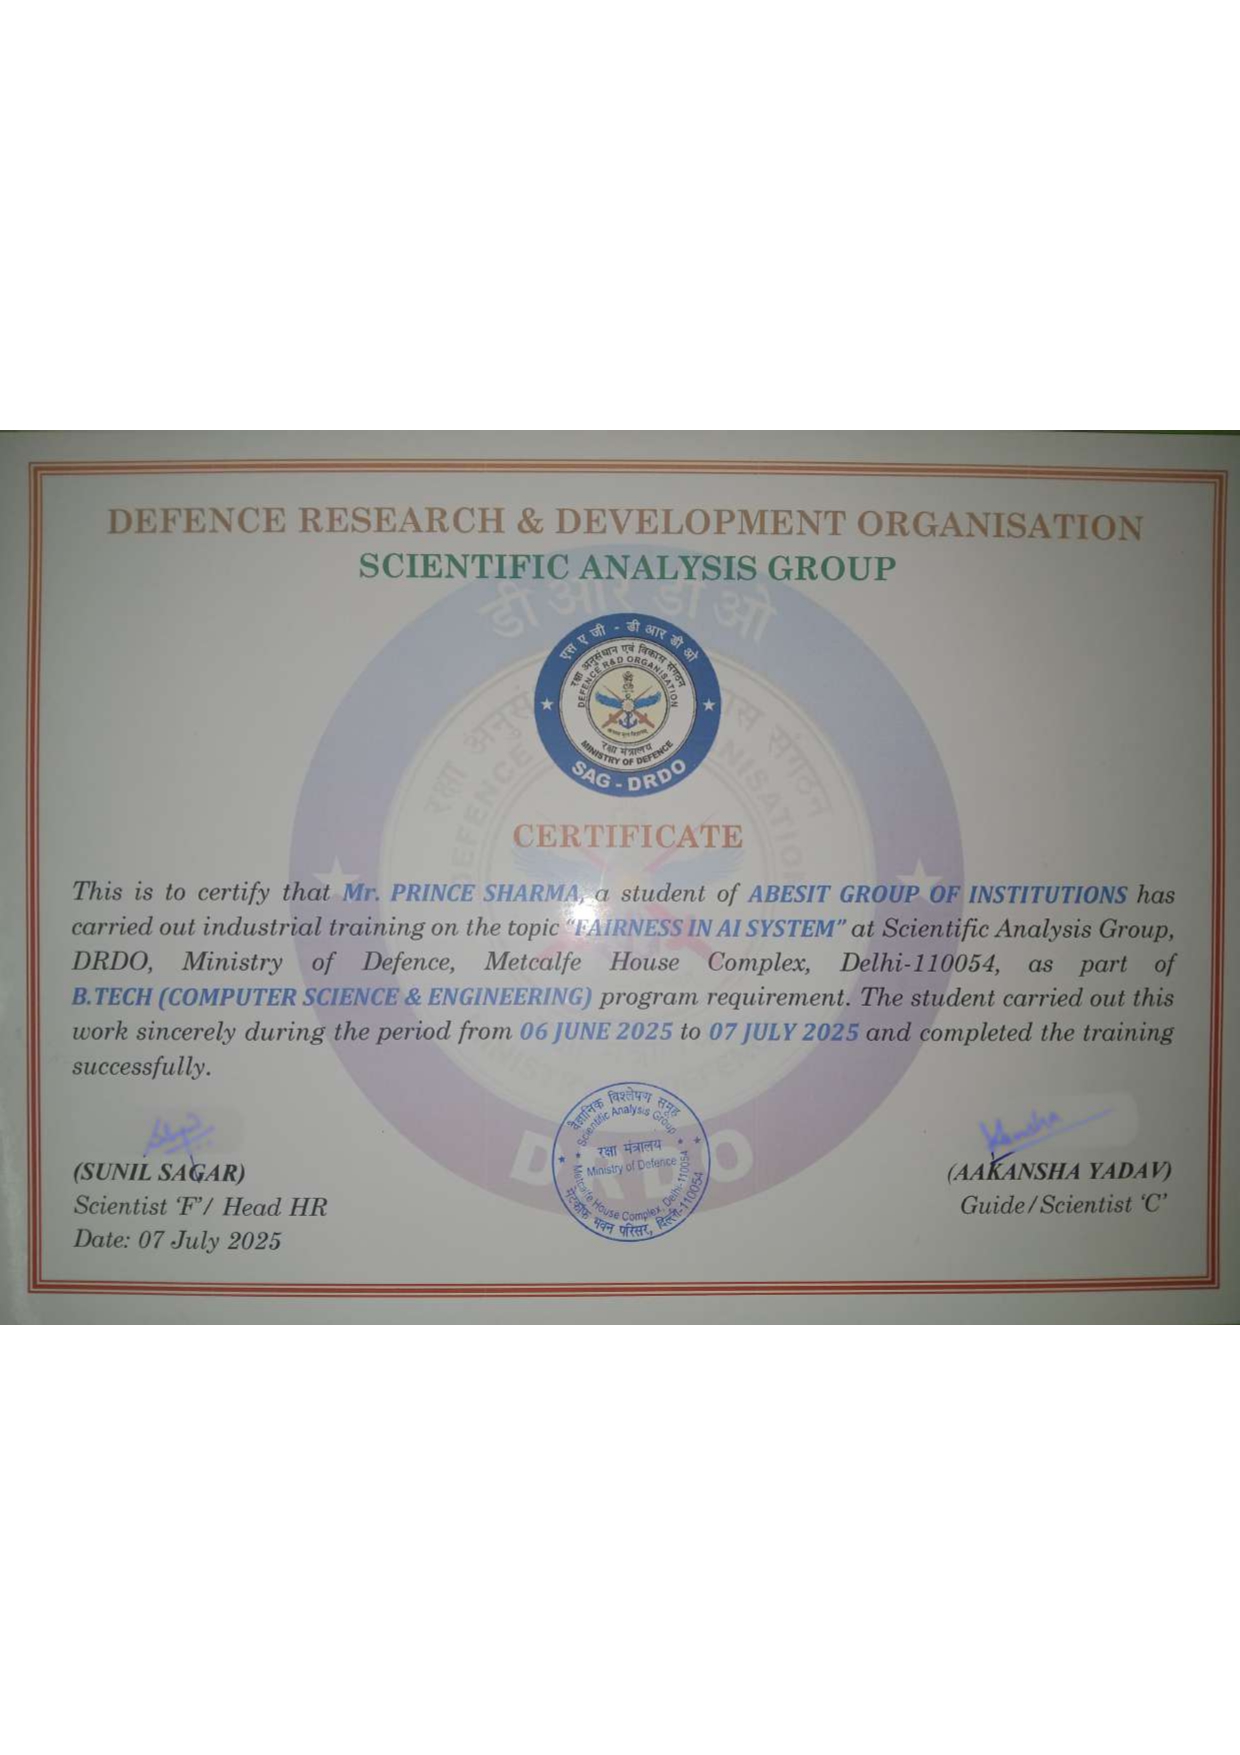 DEFENCE RESEARCH & DEVELOPMENT ORGANISATION
SCIENTIFIC ANALYSIS GROUP
डी आर डी ओ
एस ए जी - डी आर डी ओ
रक्षा अनुसंधान एवं विकास संगठन
DEFENCE R&D ORGANISATION
रक्षा मंत्रालय
MINISTRY OF DEFENCE
SAG - DRDO
CERTIFICATE
This is to certify that Mr. PRINCE SHARMA, a student of ABESIT GROUP OF INSTITUTIONS has
carried out industrial training on the topic “FAIRNESS IN AI SYSTEM” at Scientific Analysis Group,
DRDO, Ministry of Defence, Metcalfe House Complex, Delhi-110054, as part of
B.TECH (COMPUTER SCIENCE & ENGINEERING) program requirement. The student carried out this
work sincerely during the period from 06 JUNE 2025 to 07 JULY 2025 and completed the training
successfully.
वैज्ञानिक विश्लेषण समूह
Scientific Analysis Group
रक्षा मंत्रालय
Ministry of Defence
Metcalfe House Complex, Delhi-110054
मेटकॉफ भवन परिसर, दिल्ली-110054
DRDO
(SUNIL SAGAR)
Scientist ‘F’/ Head HR
Date: 07 July 2025
(AAKANSHA YADAV)
Guide/Scientist ‘C’